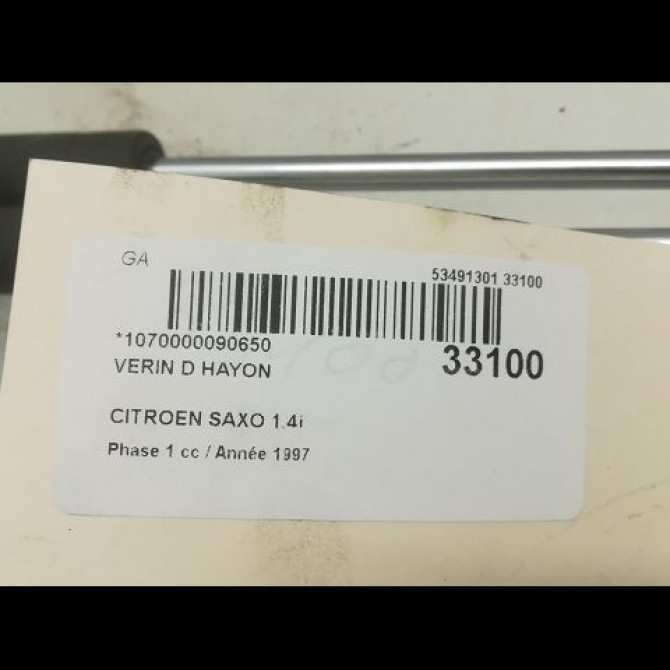 GA
53491301 33100
*1070000090650
33100
VERIN D HAYON
CITROEN SAXO 1.4i
Phase 1 cc / Année 1997